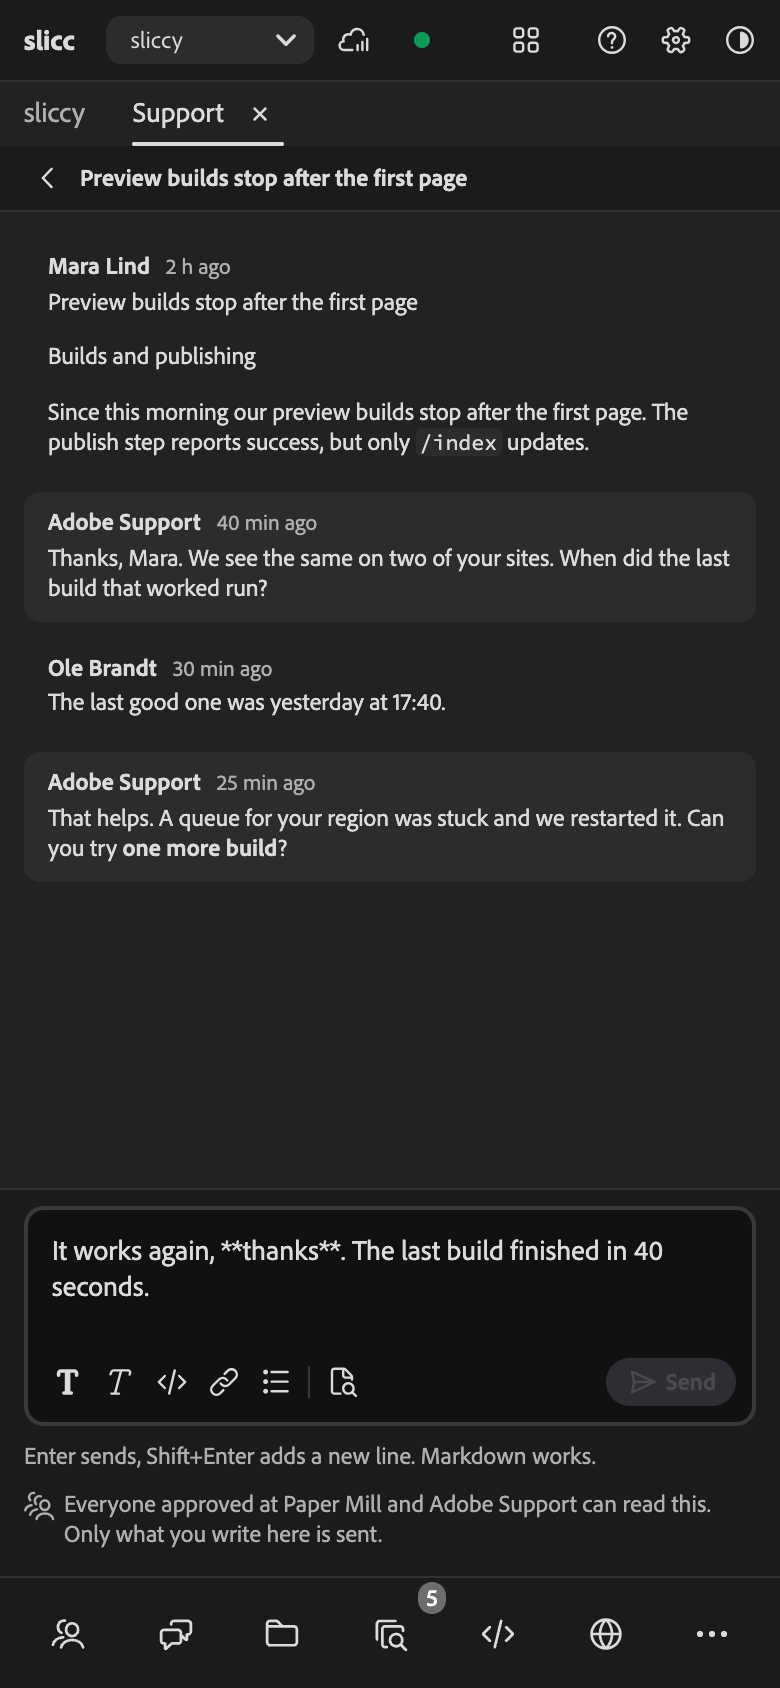 slicc
sliccy
sliccy
Support
Preview builds stop after the first page
Mara Lind 2 h ago
Preview builds stop after the first page
Builds and publishing
Since this morning our preview builds stop after the first page. The
publish step reports success, but only /index updates.
Adobe Support 40 min ago
Thanks, Mara. We see the same on two of your sites. When did the last
build that worked run?
Ole Brandt 30 min ago
The last good one was yesterday at 17:40.
Adobe Support 25 min ago
That helps. A queue for your region was stuck and we restarted it. Can
you try one more build?
It works again, **thanks**. The last build finished in 40
seconds.
Send
Enter sends, Shift+Enter adds a new line. Markdown works.
Everyone approved at Paper Mill and Adobe Support can read this.
Only what you write here is sent.
5